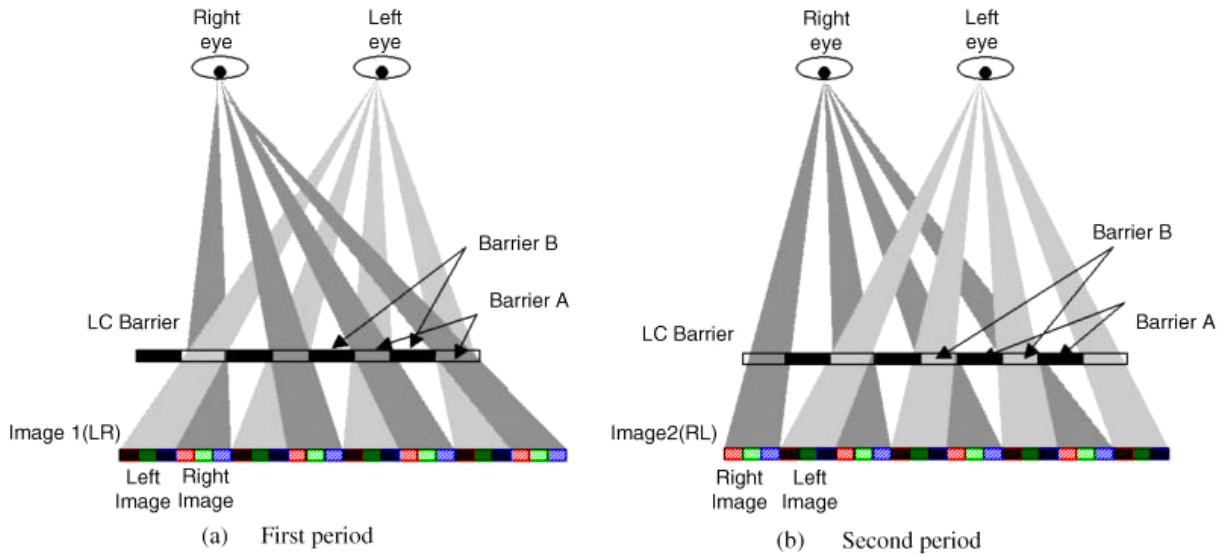 Right
eye
Left
eye
Barrier B
Barrier A
LC Barrier
Image 1(LR)
Left
Image
Right
Image
(a) First period
Right
eye
Left
eye
Barrier B
Barrier A
LC Barrier
Image2(RL)
Right
Image
Left
Image
(b) Second period